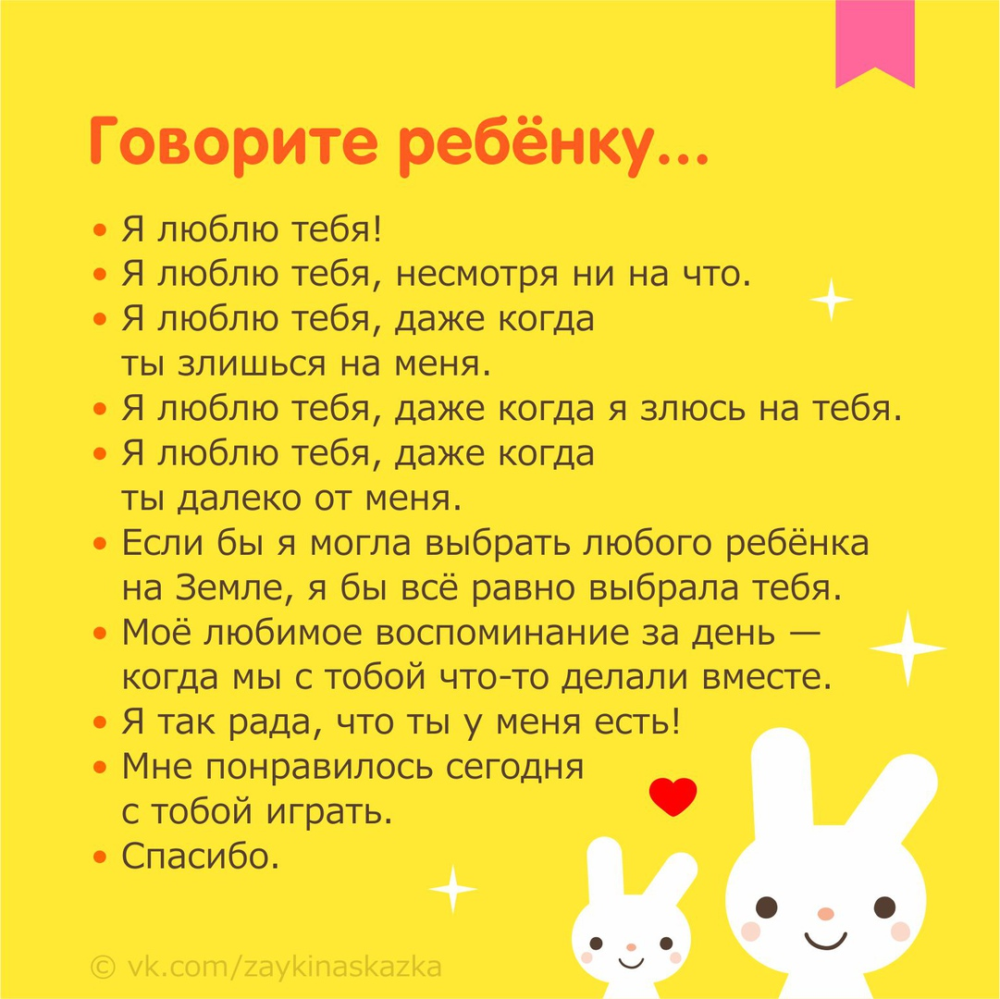 Говорите ребёнку...
• Я люблю тебя!
• Я люблю тебя, несмотря ни на что.
• Я люблю тебя, даже когда
ты злишься на меня.
• Я люблю тебя, даже когда я злюсь на тебя.
• Я люблю тебя, даже когда
ты далеко от меня.
• Если бы я могла выбрать любого ребёнка
на Земле, я бы всё равно выбрала тебя.
• Моё любимое воспоминание за день —
когда мы с тобой что-то делали вместе.
• Я так рада, что ты у меня есть!
• Мне понравилось сегодня
с тобой играть.
• Спасибо.
© vk.com/zaykinaskazka